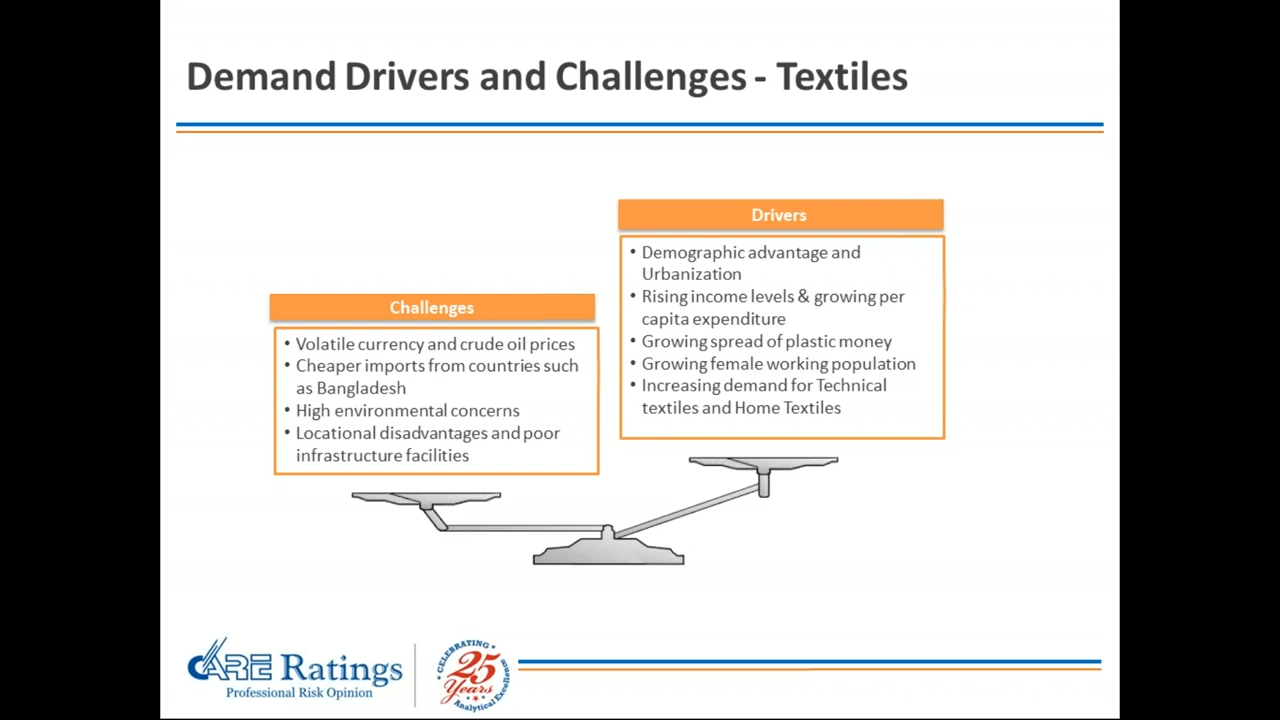 Demand Drivers and Challenges - Textiles
Drivers
• Demographic advantage and
Urbanization
• Rising income levels & growing per
capita expenditure
• Growing spread of plastic money
• Growing female working population
• Increasing demand for Technical
textiles and Home Textiles
Challenges
• Volatile currency and crude oil prices
• Cheaper imports from countries such
as Bangladesh
• High environmental concerns
• Locational disadvantages and poor
infrastructure facilities
CARE Ratings
Professional Risk Opinion
CELEBRATING
25
Years
Analytical Excellence